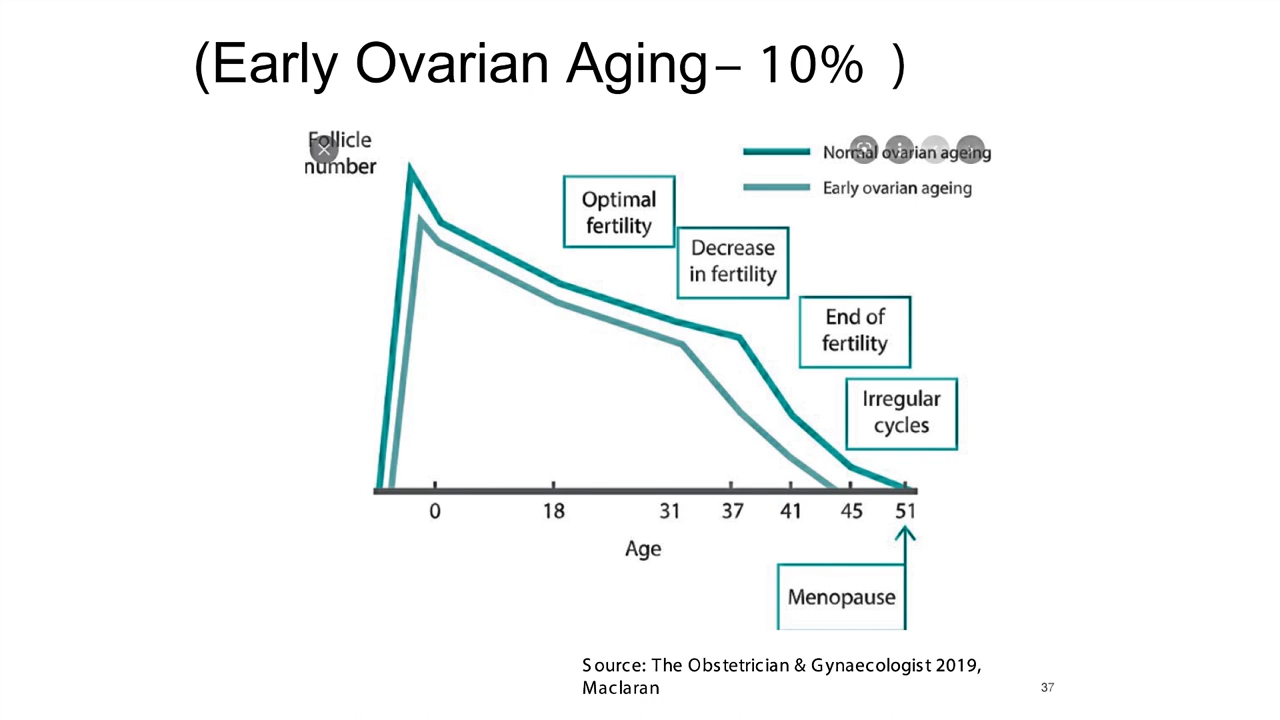 (Early Ovarian Aging – 10% )
Follicle
number
Normal ovarian ageing
Early ovarian ageing
Optimal
fertility
Decrease
in fertility
End of
fertility
Irregular
cycles
0 18 31 37 41 45 51
Age
Menopause
Source: The Obstetrician & Gynaecologist 2019,
Maclaran
37